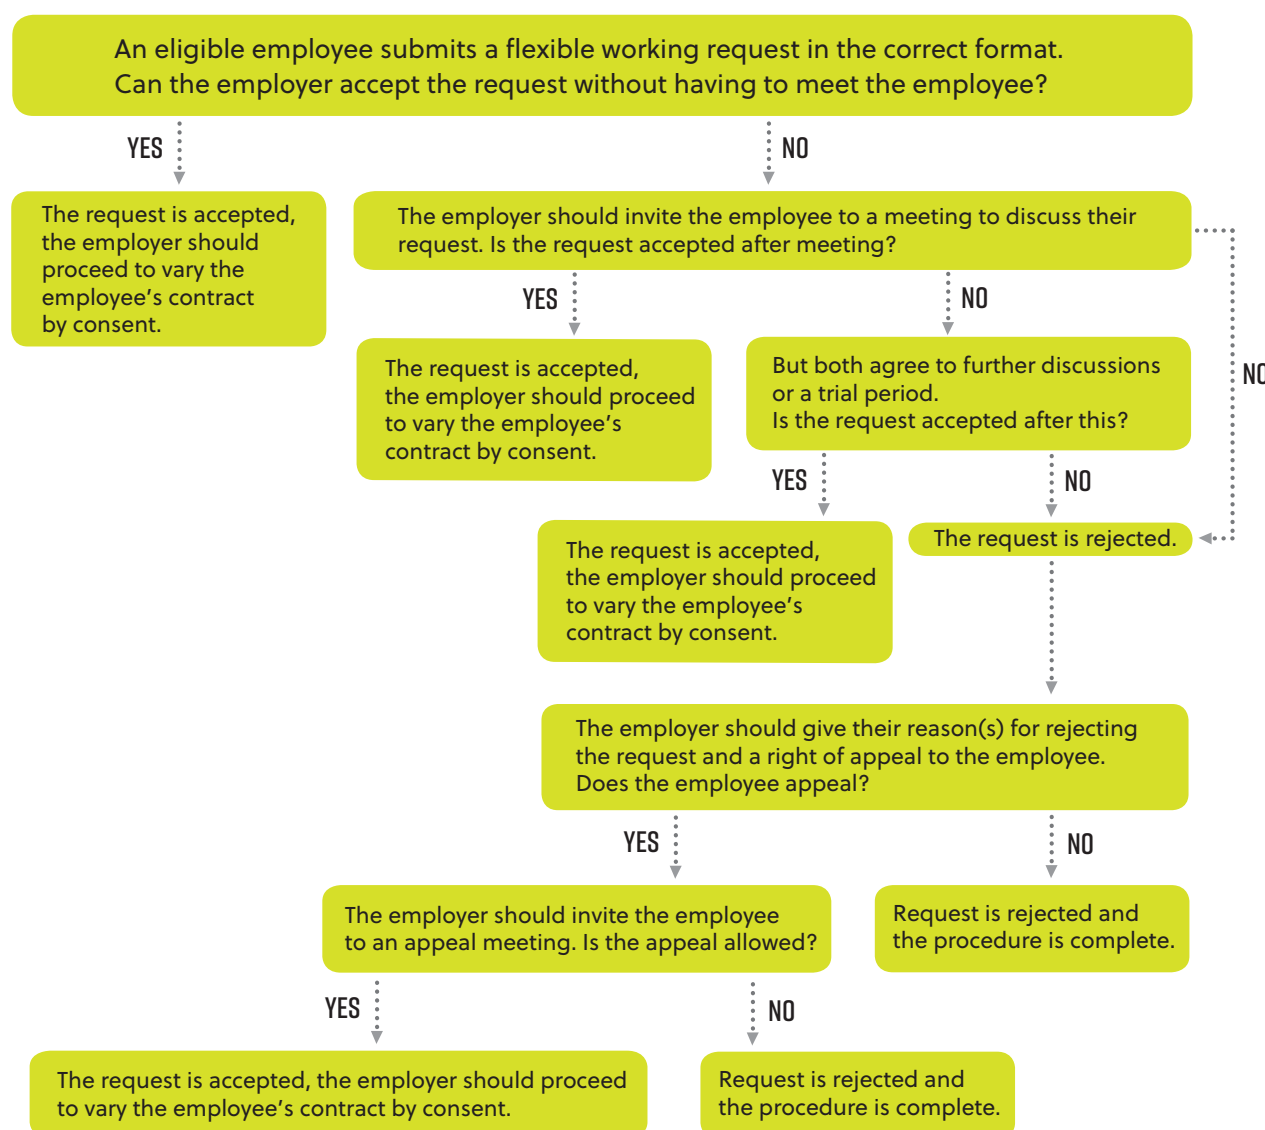 An eligible employee submits a flexible working request in the correct format.
Can the employer accept the request without having to meet the employee?
YES
NO
The request is accepted,
the employer should
proceed to vary the
employee’s contract
by consent.
The employer should invite the employee to a meeting to discuss their
request. Is the request accepted after meeting?
YES
NO
NO
The request is accepted,
the employer should proceed
to vary the employee’s
contract by consent.
But both agree to further discussions
or a trial period.
Is the request accepted after this?
YES
NO
The request is accepted,
the employer should proceed
to vary the employee’s
contract by consent.
The request is rejected.
The employer should give their reason(s) for rejecting
the request and a right of appeal to the employee.
Does the employee appeal?
YES
NO
The employer should invite the employee
to an appeal meeting. Is the appeal allowed?
Request is rejected and
the procedure is complete.
YES
NO
The request is accepted, the employer should proceed
to vary the employee’s contract by consent.
Request is rejected and
the procedure is complete.